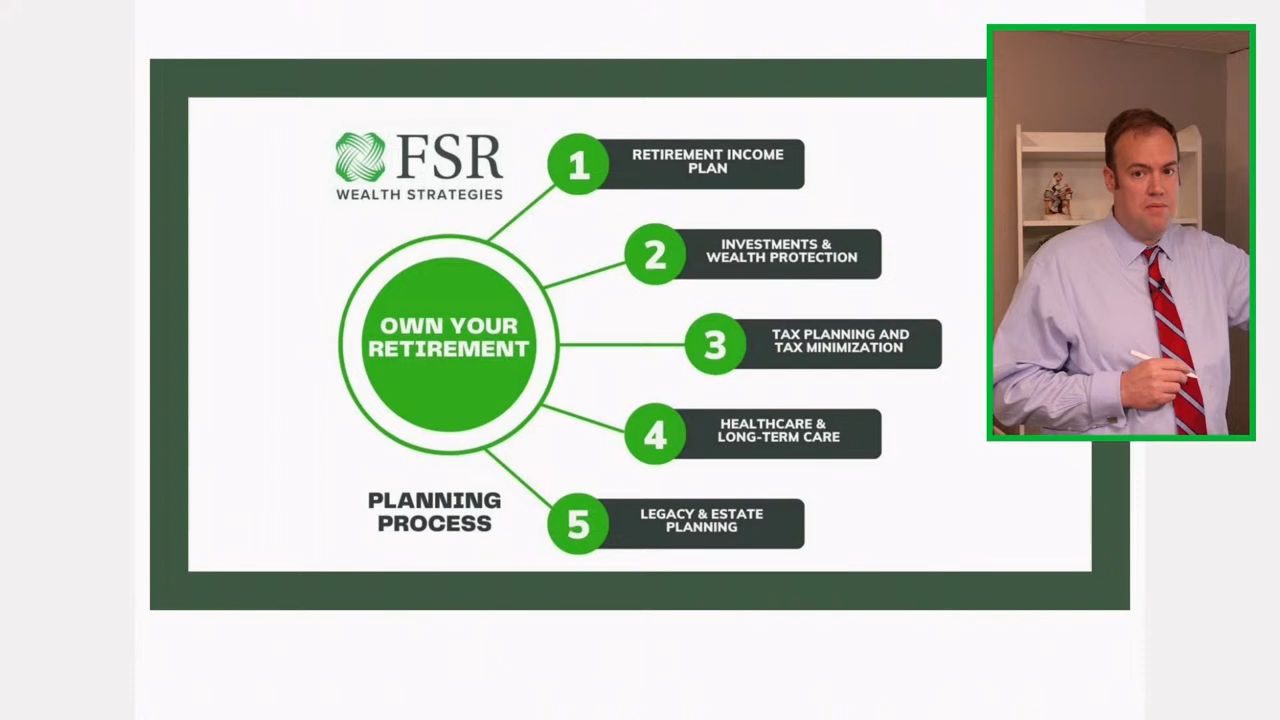 FSR
WEALTH STRATEGIES
OWN YOUR
RETIREMENT
PLANNING
PROCESS
1
RETIREMENT INCOME
PLAN
2
INVESTMENTS &
WEALTH PROTECTION
3
TAX PLANNING AND
TAX MINIMIZATION
4
HEALTHCARE &
LONG-TERM CARE
5
LEGACY & ESTATE
PLANNING